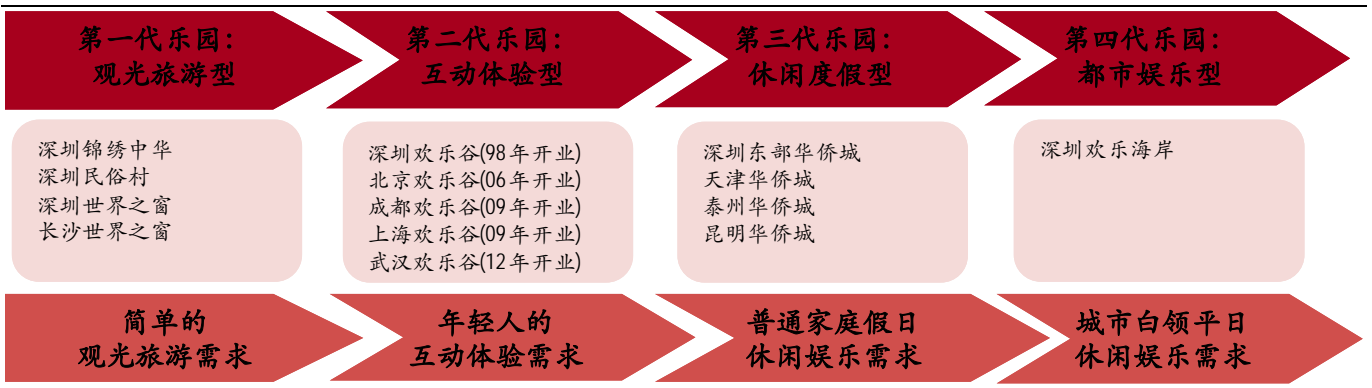 第一代乐园：
观光旅游型
第二代乐园：
互动体验型
第三代乐园：
休闲度假型
第四代乐园：
都市娱乐型
深圳锦绣中华
深圳民俗村
深圳世界之窗
长沙世界之窗
深圳欢乐谷(98年开业)
北京欢乐谷(06年开业)
成都欢乐谷(09年开业)
上海欢乐谷(09年开业)
武汉欢乐谷(12年开业)
深圳东部华侨城
天津华侨城
泰州华侨城
昆明华侨城
深圳欢乐海岸
简单的
观光旅游需求
年轻人的
互动体验需求
普通家庭假日
休闲娱乐需求
城市白领平日
休闲娱乐需求